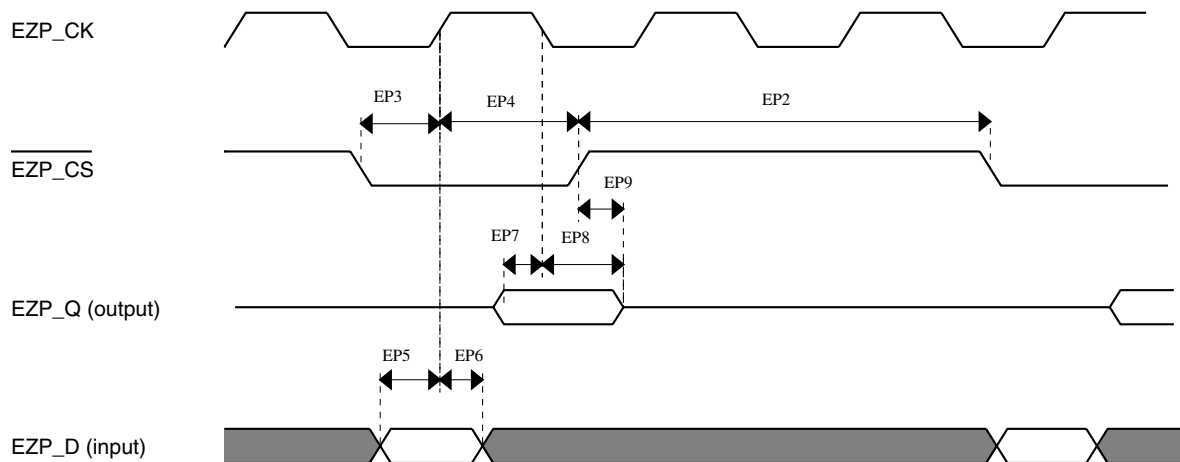 EZP_CK
EP3
EP4
EP2
EZP_CS
EP9
EP7
EP8
EZP_Q (output)
EP5
EP6
EZP_D (input)